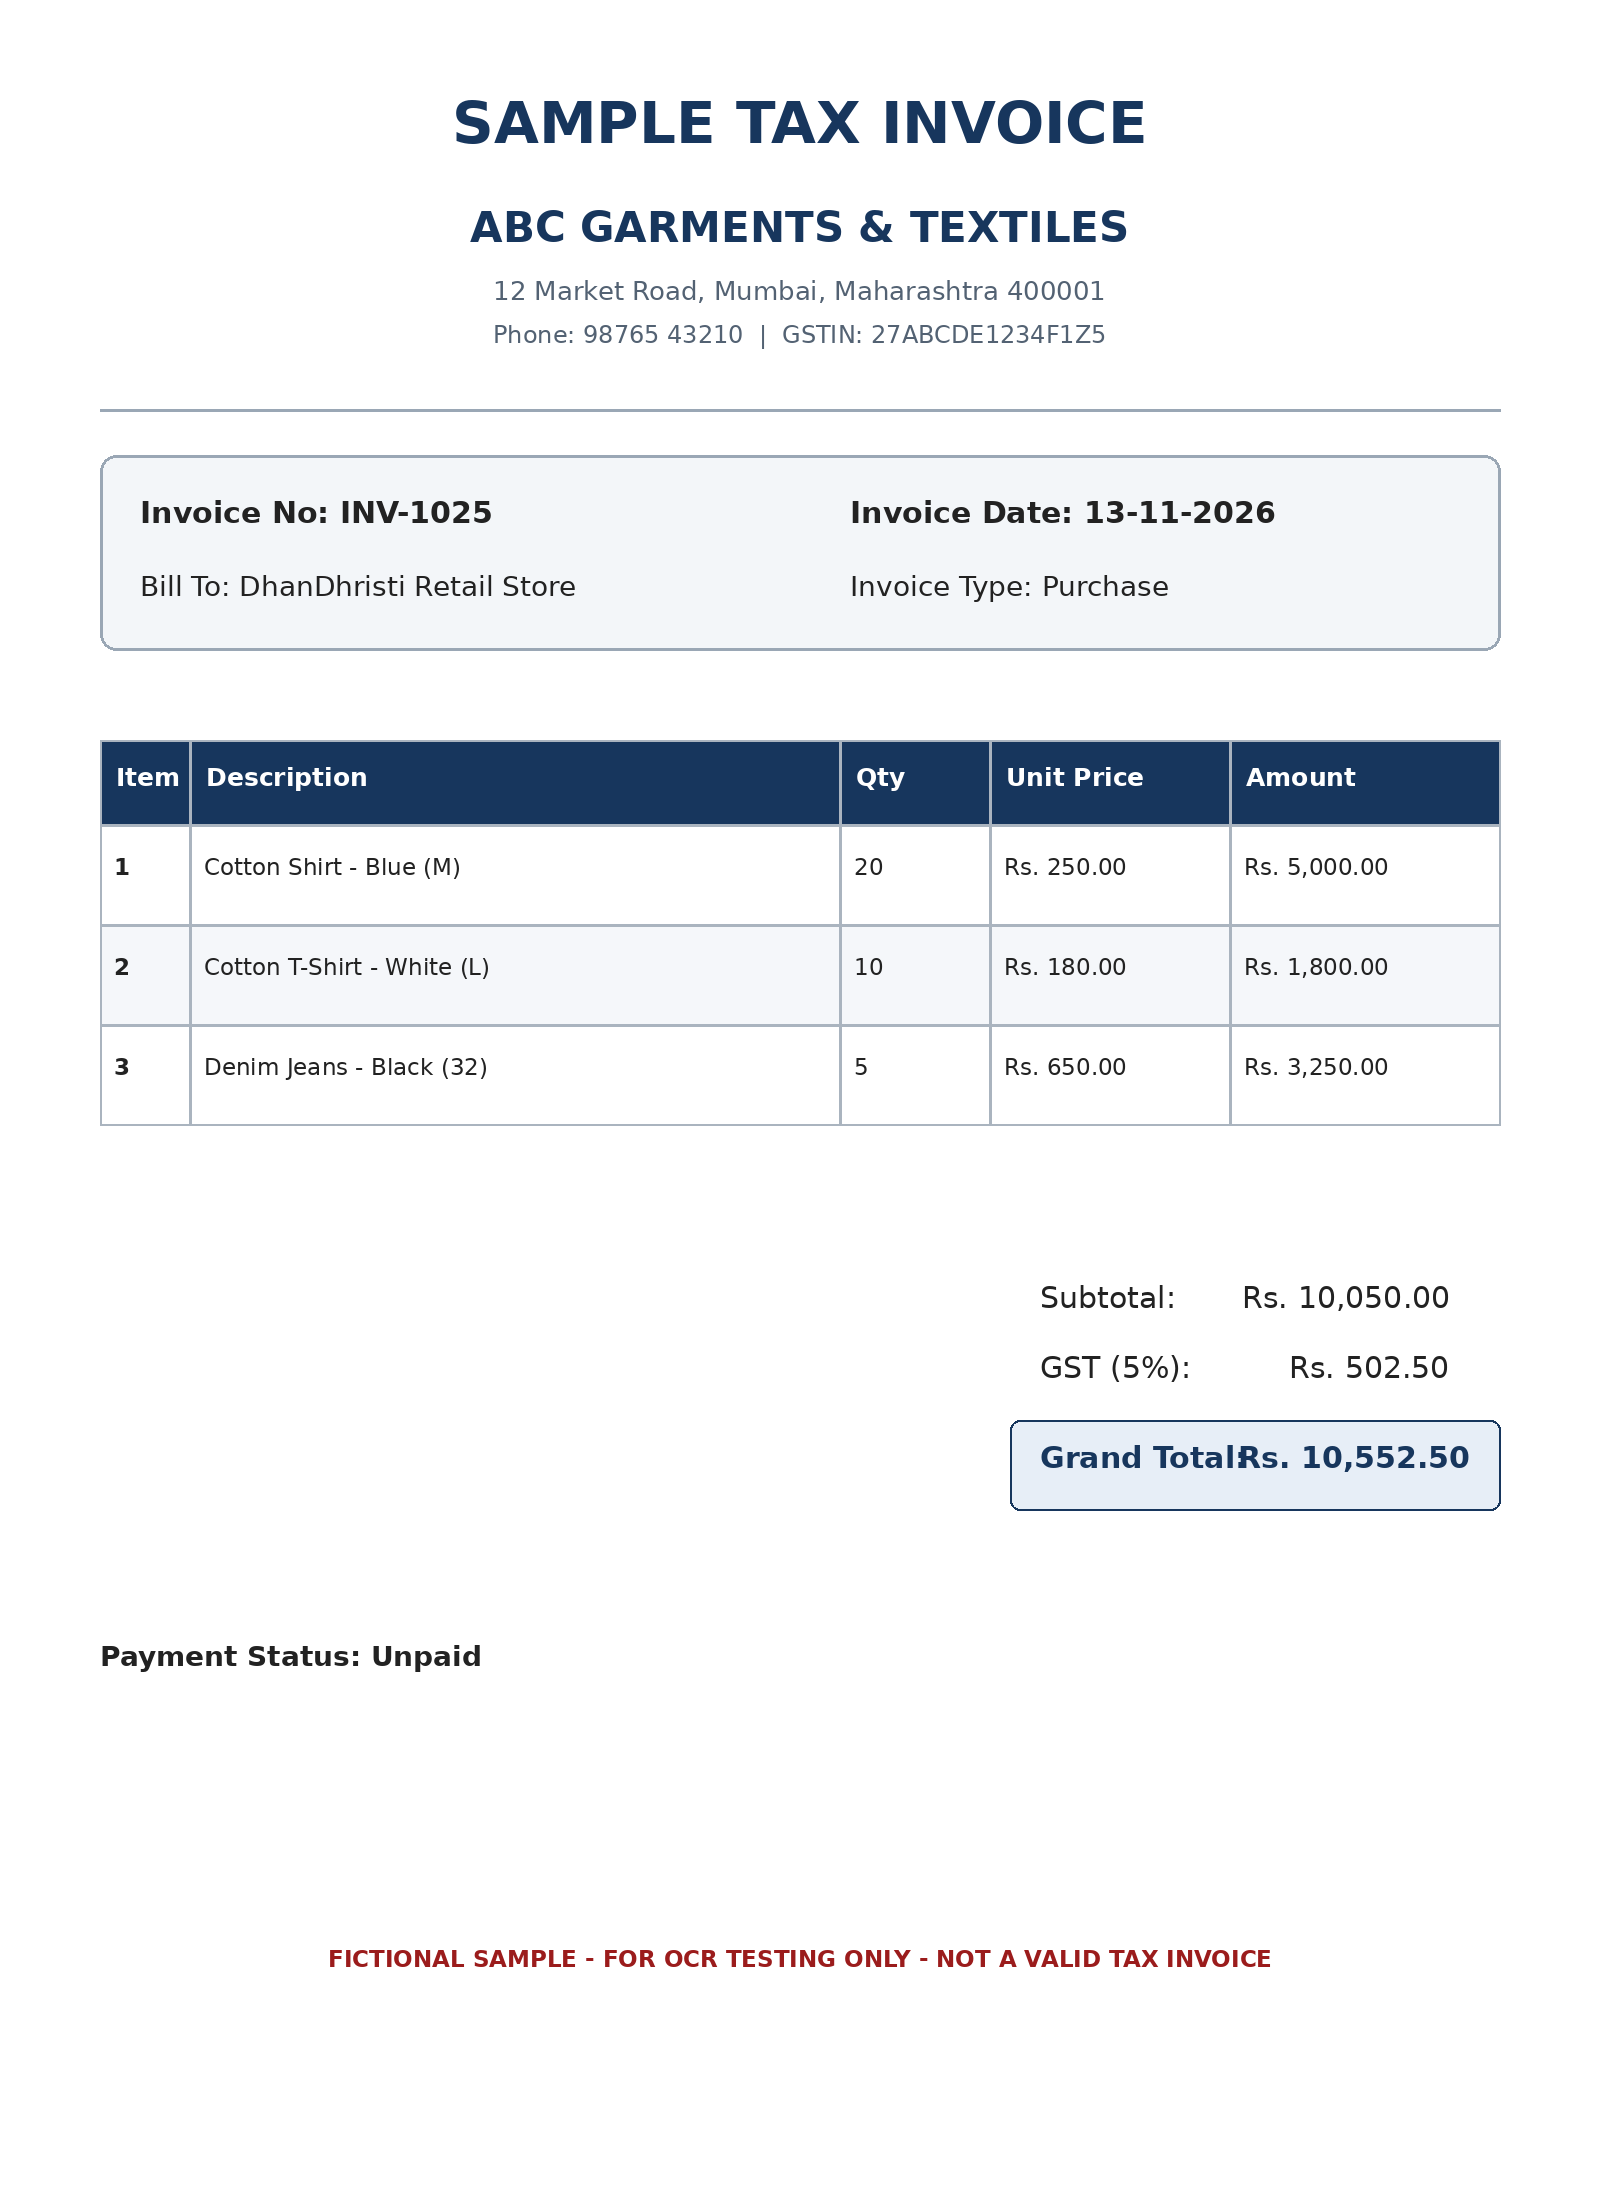 SAMPLE TAX INVOICE
ABC GARMENTS & TEXTILES
12 Market Road, Mumbai, Maharashtra 400001
Phone: 98765 43210 | GSTIN: 27ABCDE1234F1Z5
Invoice No: INV-1025 Invoice Date: 13-11-2026
Bill To: DhanDhristi Retail Store Invoice Type: Purchase
Item Description Qty Unit Price Amount
1 Cotton Shirt - Blue (M) 20 Rs. 250.00 Rs. 5,000.00
2 Cotton T-Shirt - White (L) 10 Rs. 180.00 Rs. 1,800.00
3 Denim Jeans - Black (32) 5 Rs. 650.00 Rs. 3,250.00
Subtotal: Rs. 10,050.00
GST (5%): Rs. 502.50
Grand Total: Rs. 10,552.50
Payment Status: Unpaid
FICTIONAL SAMPLE - FOR OCR TESTING ONLY - NOT A VALID TAX INVOICE